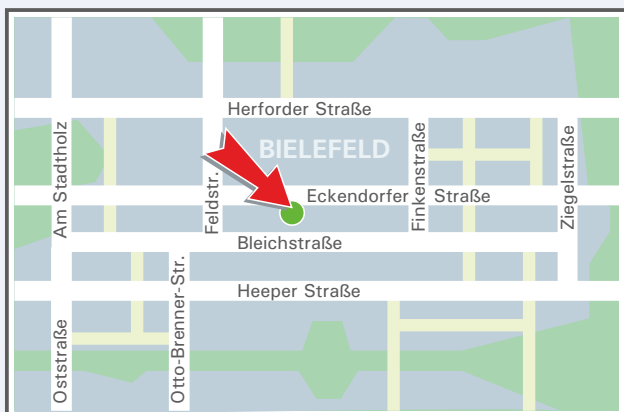 Herforder Straße
BIELEFELD
Am Stadtholz
Feldstr.
Eckendorfer Straße
Finkenstraße
Ziegelstraße
Bleichstraße
Heeper Straße
Oststraße
Otto-Brenner-Str.